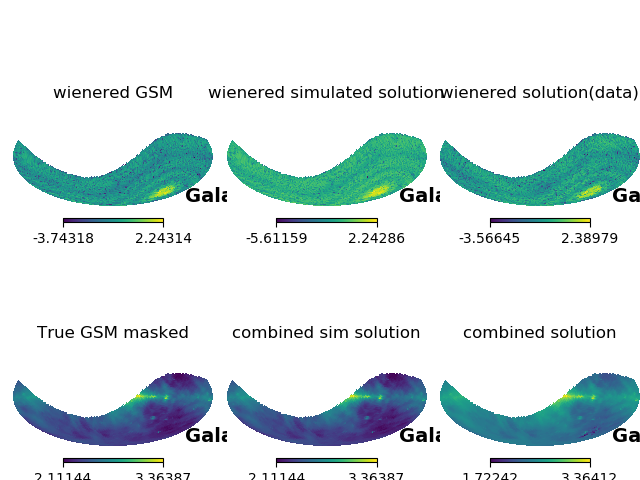 wienered GSM
wienered simulated solution
wienered solution(data)
Gala
Gala
Ga
-3.74318 2.24314
-5.61159 2.24286
-3.56645 2.38979
True GSM masked
combined sim solution
combined solution
Gala
Gala
Ga
2.11144 3.36387
2.11144 3.36387
1.72242 3.36412